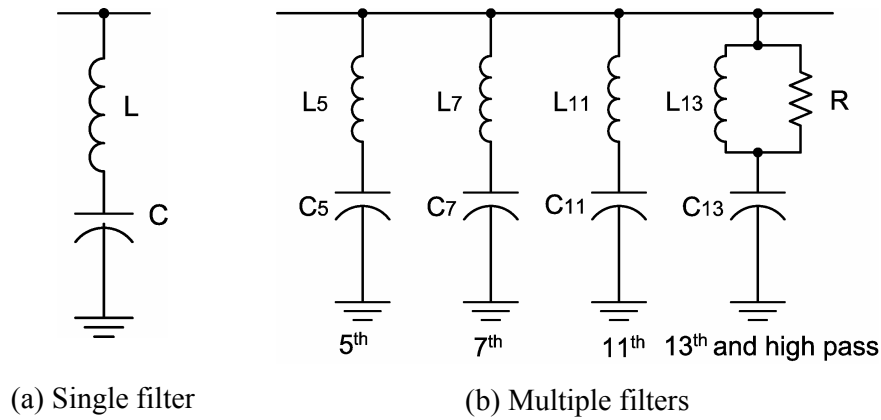 L
C
L5
L7
L11
L13
R
C5
C7
C11
C13
5th
7th
11th
13th and high pass
(a) Single filter
(b) Multiple filters